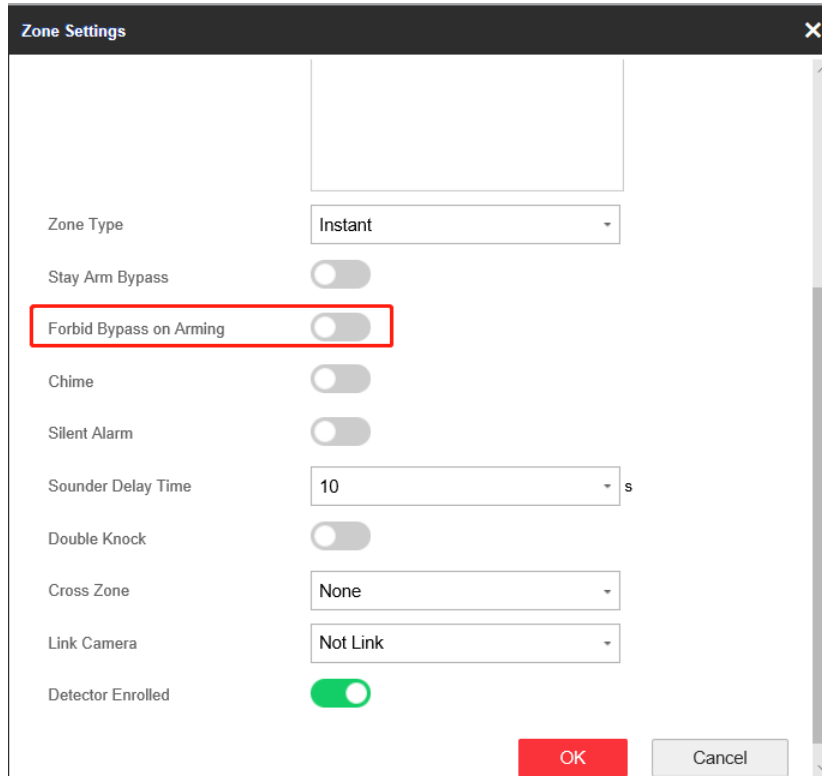 Zone Settings
Zone Type Instant
Stay Arm Bypass
Forbid Bypass on Arming
Chime
Silent Alarm
Sounder Delay Time 10 s
Double Knock
Cross Zone None
Link Camera Not Link
Detector Enrolled
OK Cancel